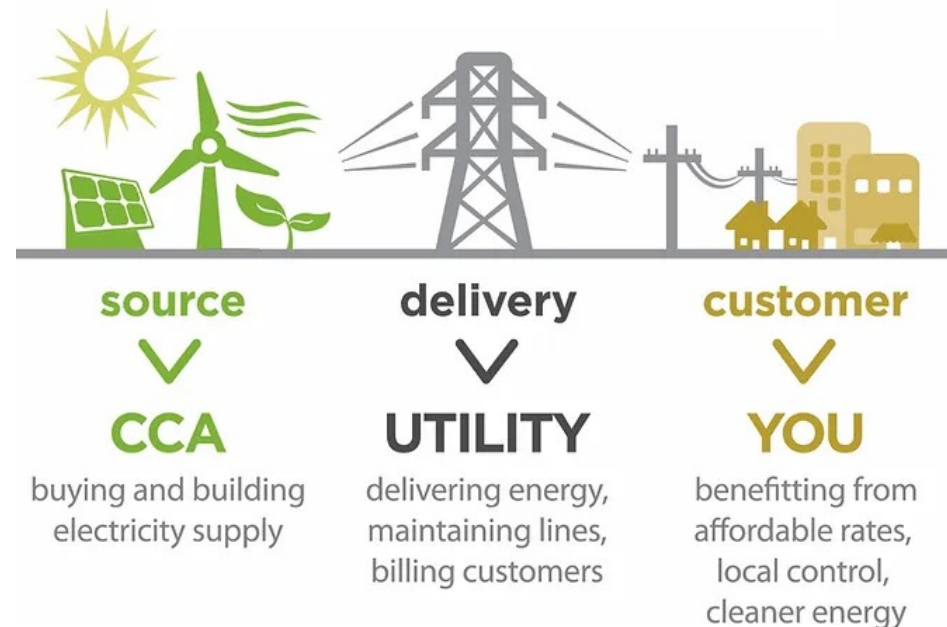 source
CCA
buying and building
electricity supply
delivery
UTILITY
delivering energy,
maintaining lines,
billing customers
customer
YOU
benefitting from
affordable rates,
local control,
cleaner energy